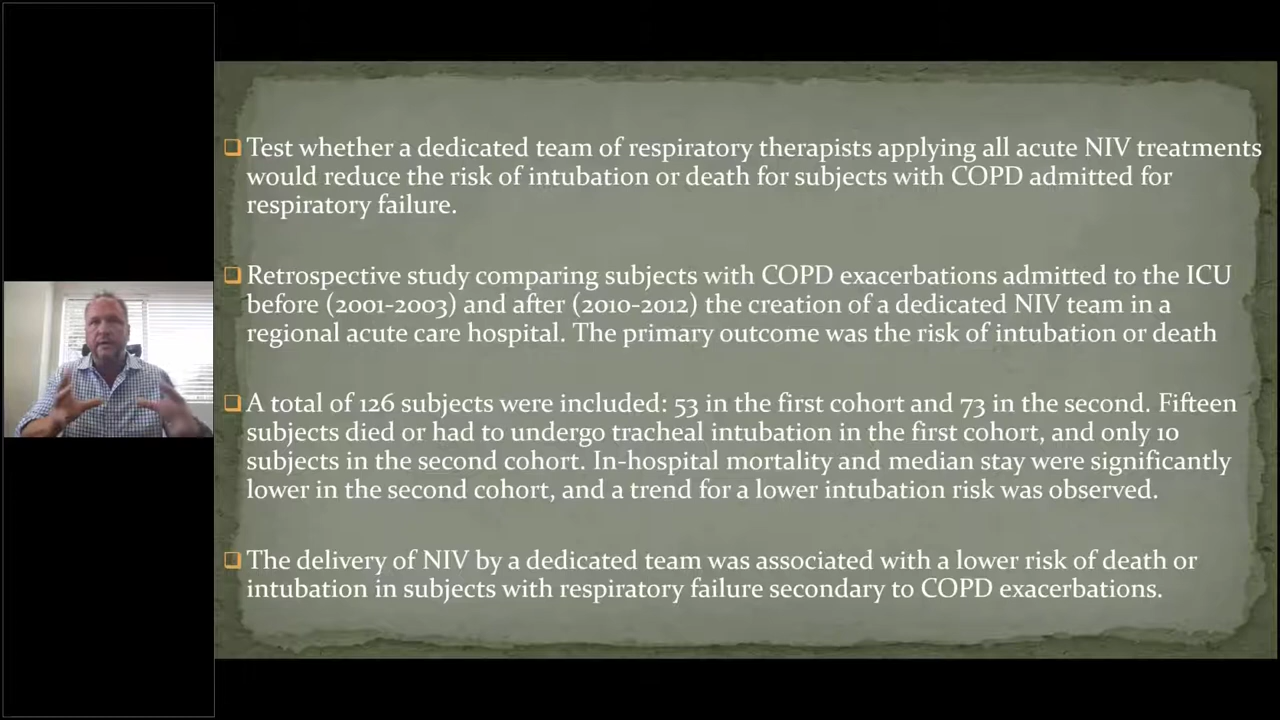 Test whether a dedicated team of respiratory therapists applying all acute NIV treatments
would reduce the risk of intubation or death for subjects with COPD admitted for
respiratory failure.
Retrospective study comparing subjects with COPD exacerbations admitted to the ICU
before (2001-2003) and after (2010-2012) the creation of a dedicated NIV team in a
regional acute care hospital. The primary outcome was the risk of intubation or death
A total of 126 subjects were included: 53 in the first cohort and 73 in the second. Fifteen
subjects died or had to undergo tracheal intubation in the first cohort, and only 10
subjects in the second cohort. In-hospital mortality and median stay were significantly
lower in the second cohort, and a trend for a lower intubation risk was observed.
The delivery of NIV by a dedicated team was associated with a lower risk of death or
intubation in subjects with respiratory failure secondary to COPD exacerbations.